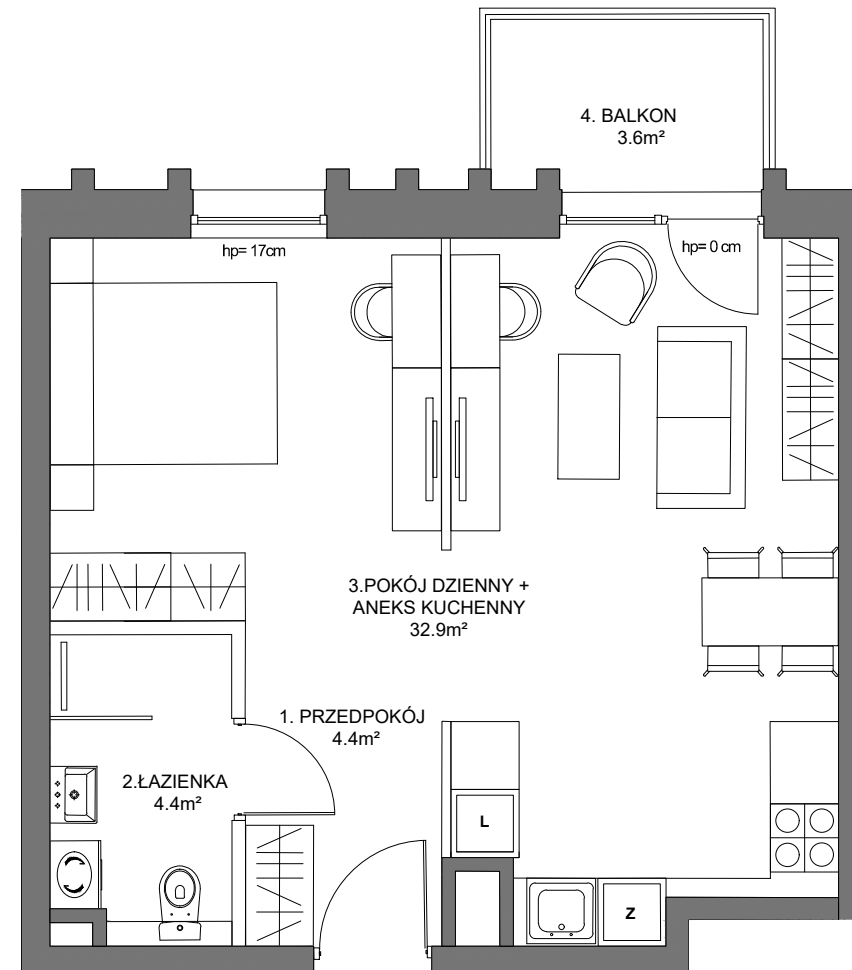 4. BALKON
3.6m²
hp= 17cm
hp= 0 cm
3.POKÓJ DZIENNY +
ANEKS KUCHENNY
32.9m²
1. PRZEDPOKÓJ
4.4m²
2.ŁAZIENKA
4.4m²
L
Z